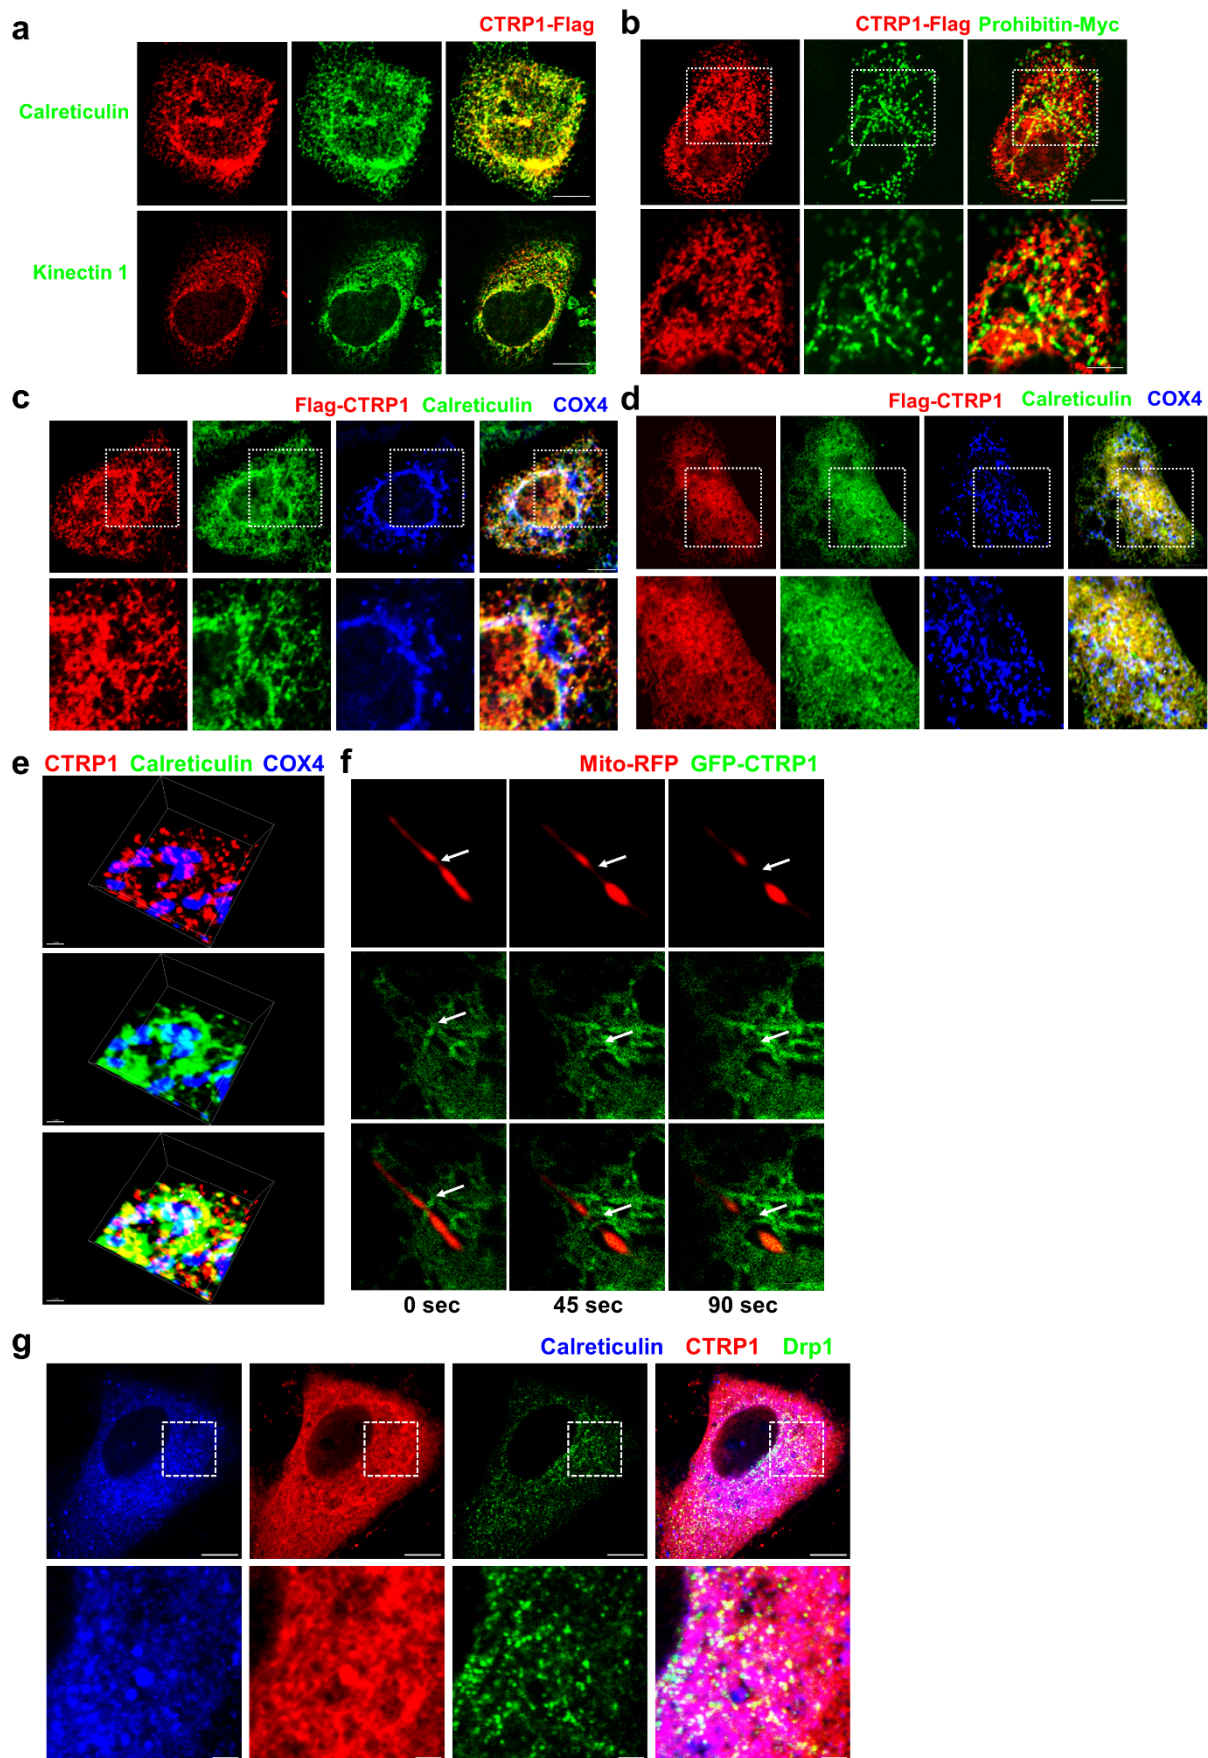 a
CTRP1-Flag
Calreticulin
Kinectin 1
b
CTRP1-Flag Prohibitin-Myc
c
Flag-CTRP1 Calreticulin COX4
d
Flag-CTRP1 Calreticulin COX4
e
CTRP1 Calreticulin COX4
f
Mito-RFP GFP-CTRP1
0 sec 45 sec 90 sec
g
Calreticulin CTRP1 Drp1